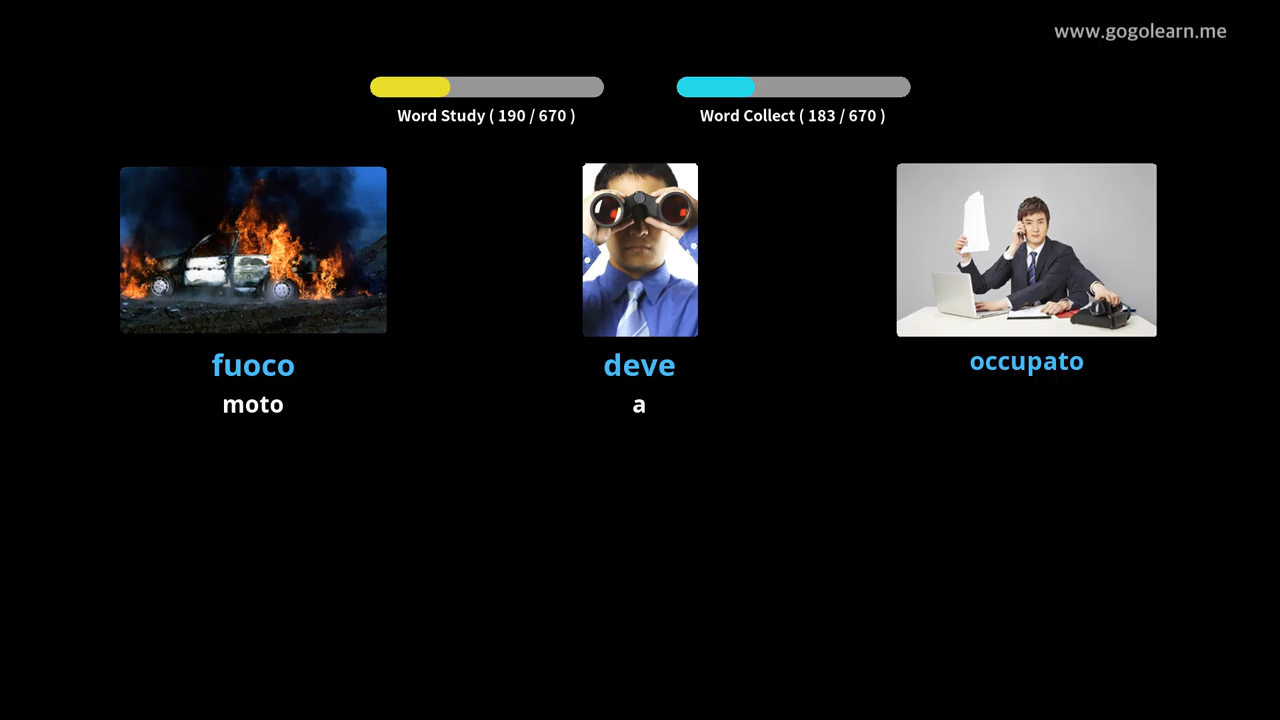 www.gogolearn.me
Word Study ( 190 / 670 )
Word Collect ( 183 / 670 )
fuoco
deve
occupato
moto
a